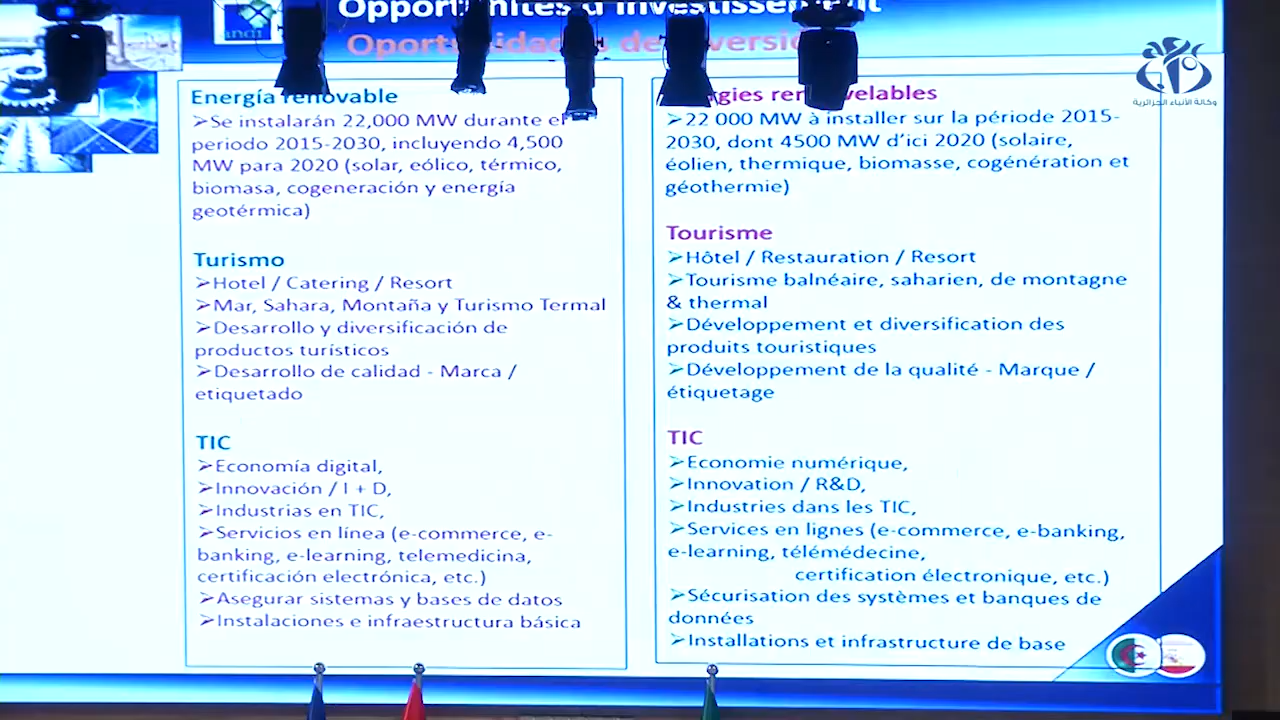 andi
Opportunités d'investissement
Energía renovable
➢Se instalarán 22,000 MW durante el
periodo 2015-2030, incluyendo 4,500
MW para 2020 (solar, eólico, térmico,
biomasa, cogeneración y energía
geotérmica)
Turismo
➢Hotel / Catering / Resort
➢Mar, Sahara, Montaña y Turismo Termal
➢Desarrollo y diversificación de
productos turísticos
➢Desarrollo de calidad - Marca /
etiquetado
TIC
➢Economía digital,
➢Innovación / I + D,
➢Industrias en TIC,
➢Servicios en línea (e-commerce, e-
banking, e-learning, telemedicina,
certificación electrónica, etc.)
➢Asegurar sistemas y bases de datos
➢Instalaciones e infraestructura básica
➢22 000 MW à installer sur la période 2015-
2030, dont 4500 MW d’ici 2020 (solaire,
éolien, thermique, biomasse, cogénération et
géothermie)
Tourisme
➢Hôtel / Restauration / Resort
➢Tourisme balnéaire, saharien, de montagne
& thermal
➢Développement et diversification des
produits touristiques
➢Développement de la qualité - Marque /
étiquetage
TIC
➢Economie numérique,
➢Innovation / R&D,
➢Industries dans les TIC,
➢Services en lignes (e-commerce, e-banking,
e-learning, télémédecine,
certification électronique, etc.)
➢Sécurisation des systèmes et banques de
données
➢Installations et infrastructure de base
وكالة الأنباء الجزائرية